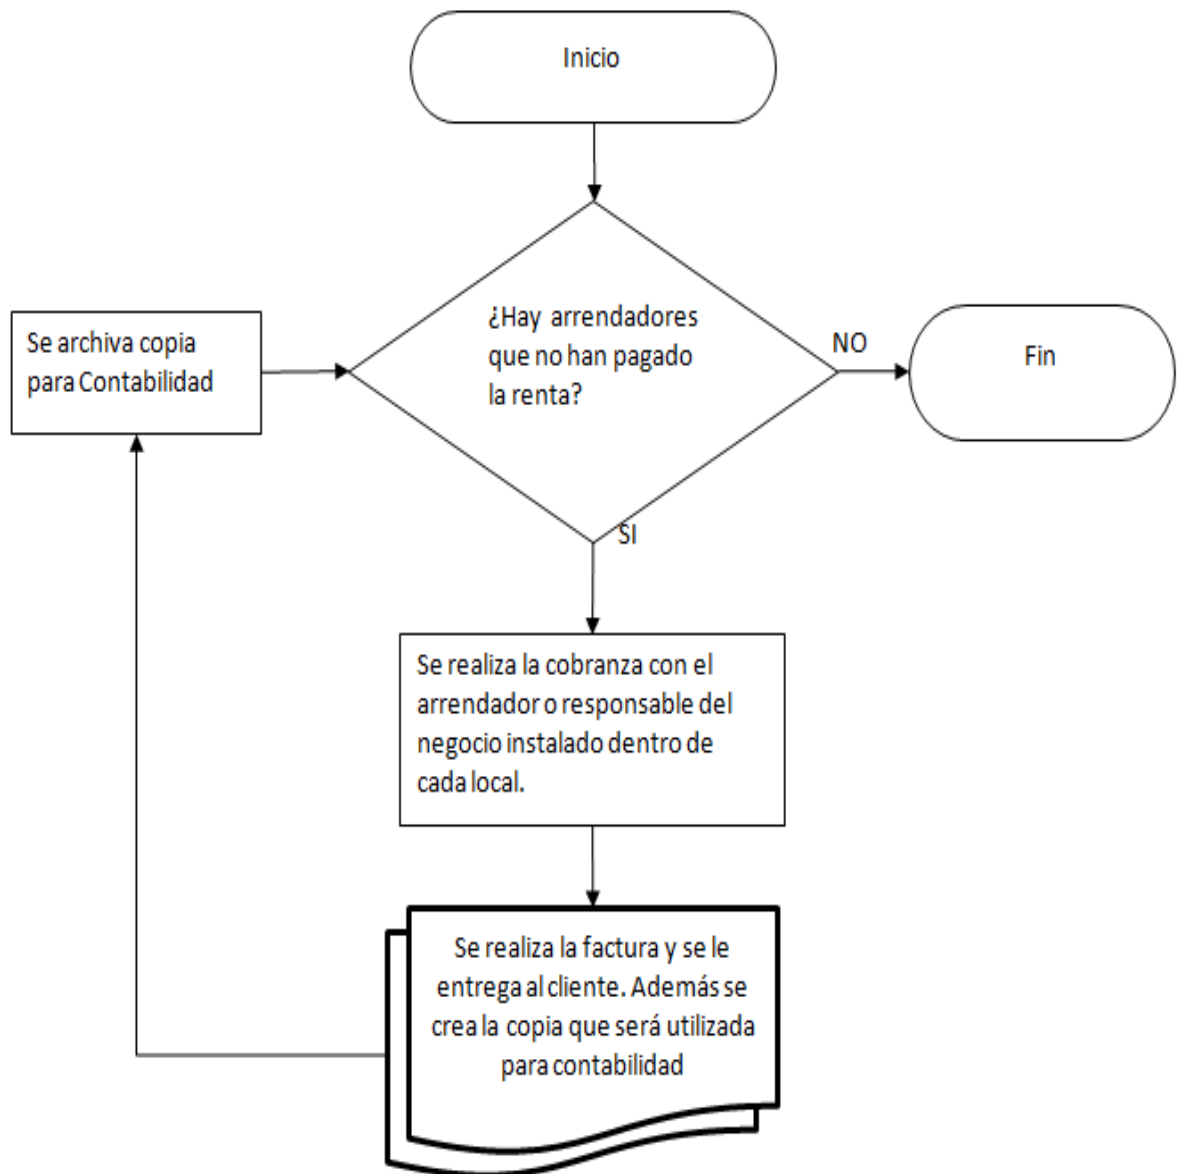 Inicio
¿Hay arrendadores
que no han pagado
la renta?
NO
Fin
Se archiva copia
para Contabilidad
SI
Se realiza la cobranza con el
arrendador o responsable del
negocio instalado dentro de
cada local.
Se realiza la factura y se le
entrega al cliente. Además se
crea la copia que será utilizada
para contabilidad